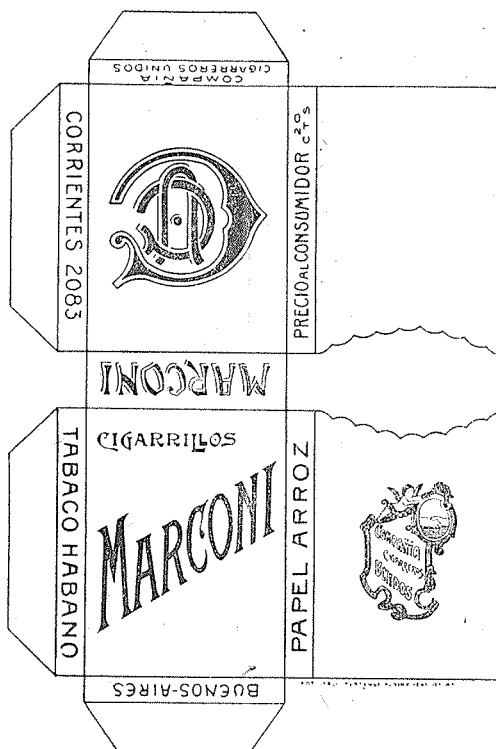 COMPAÑIA
CIGARREROS UNIDOS
CORRIENTES 2083
PRECIO AL CONSUMIDOR 20 CTS
MARCONI
CIGARRILLOS
MARCONI
TABACO HABANO
PAPEL ARROZ
COMPAÑIA
UNIDOS
BUENOS-AIRES